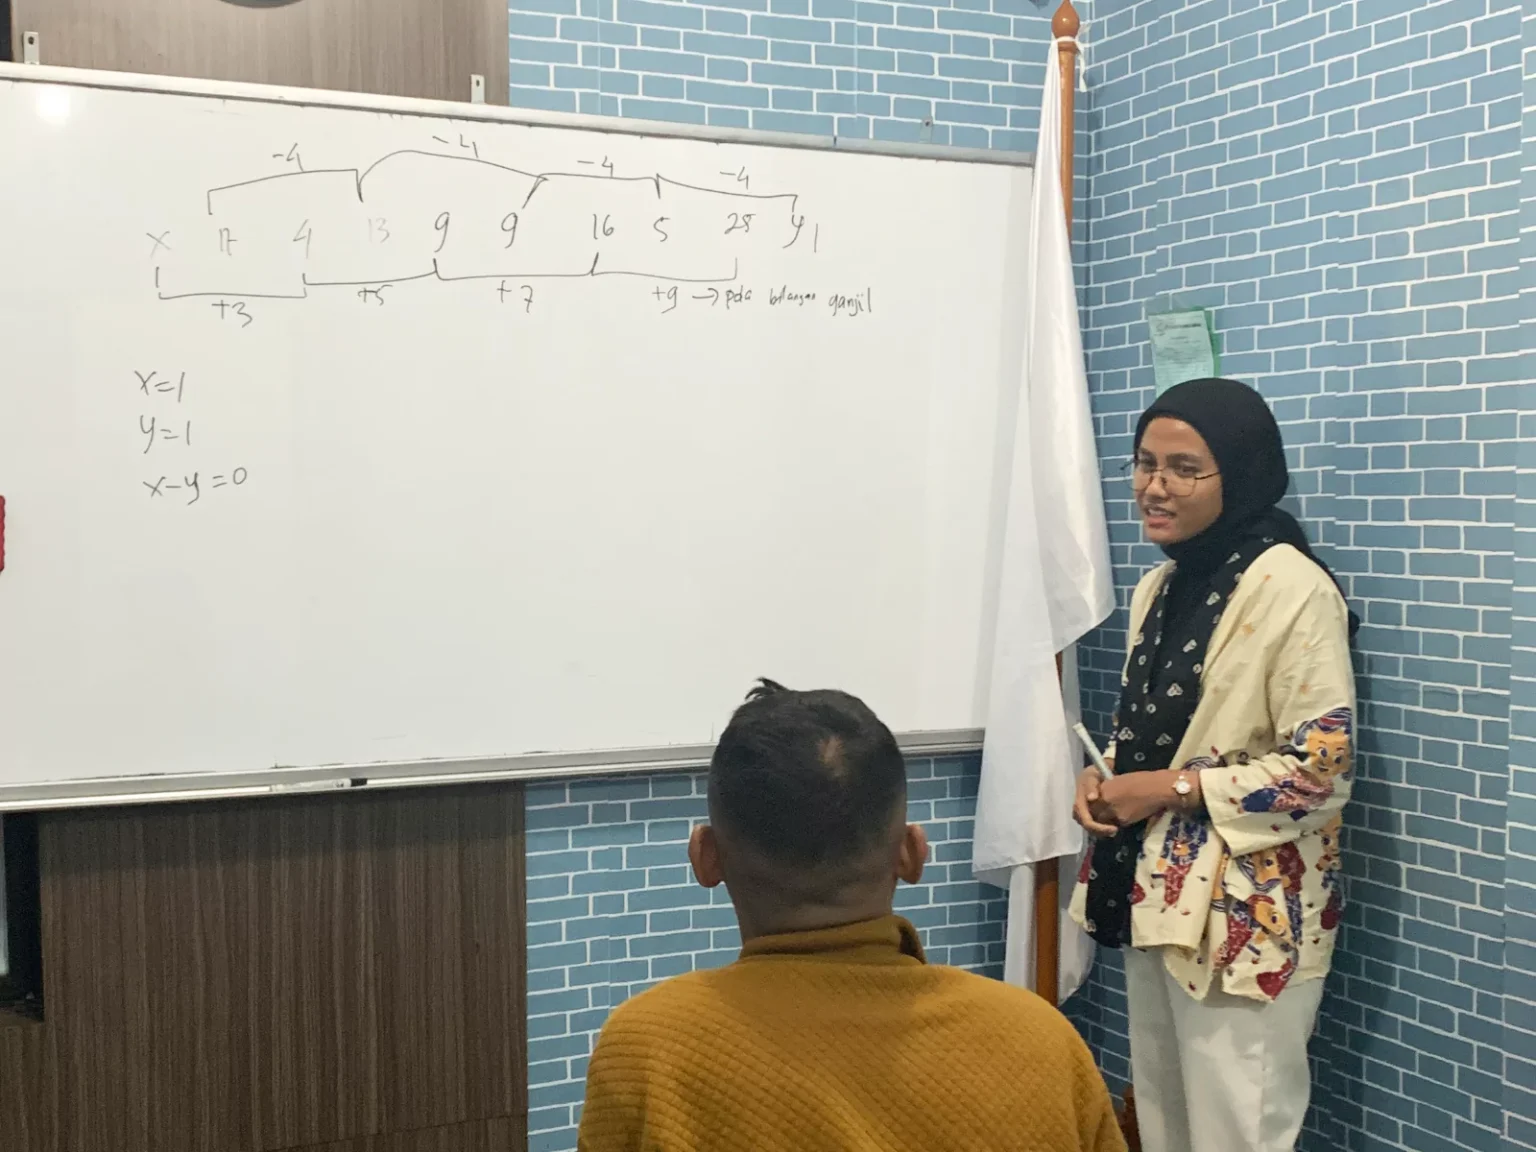 -4 -4 -4 -4
x 17 4 13 9 9 16 5 25 y
+3 +5 +7 +9 → pda bilangan ganjil
x=1
y=1
x-y=0